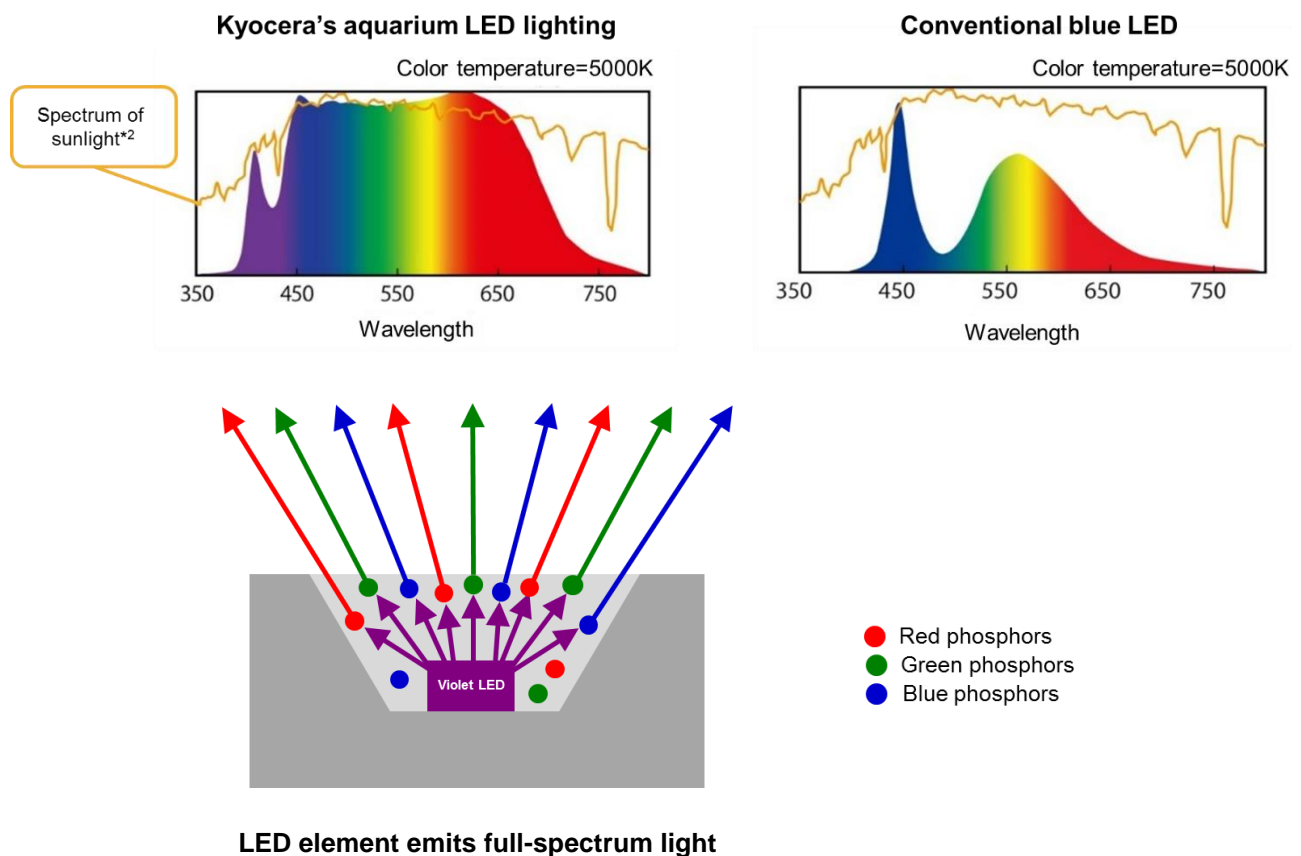 Kyocera's aquarium LED lighting
Conventional blue LED
Color temperature=5000K
Color temperature=5000K
Spectrum of
sunlight*2
350 450 550 650 750
Wavelength
350 450 550 650 750
Wavelength
Violet LED
Red phosphors
Green phosphors
Blue phosphors
LED element emits full-spectrum light